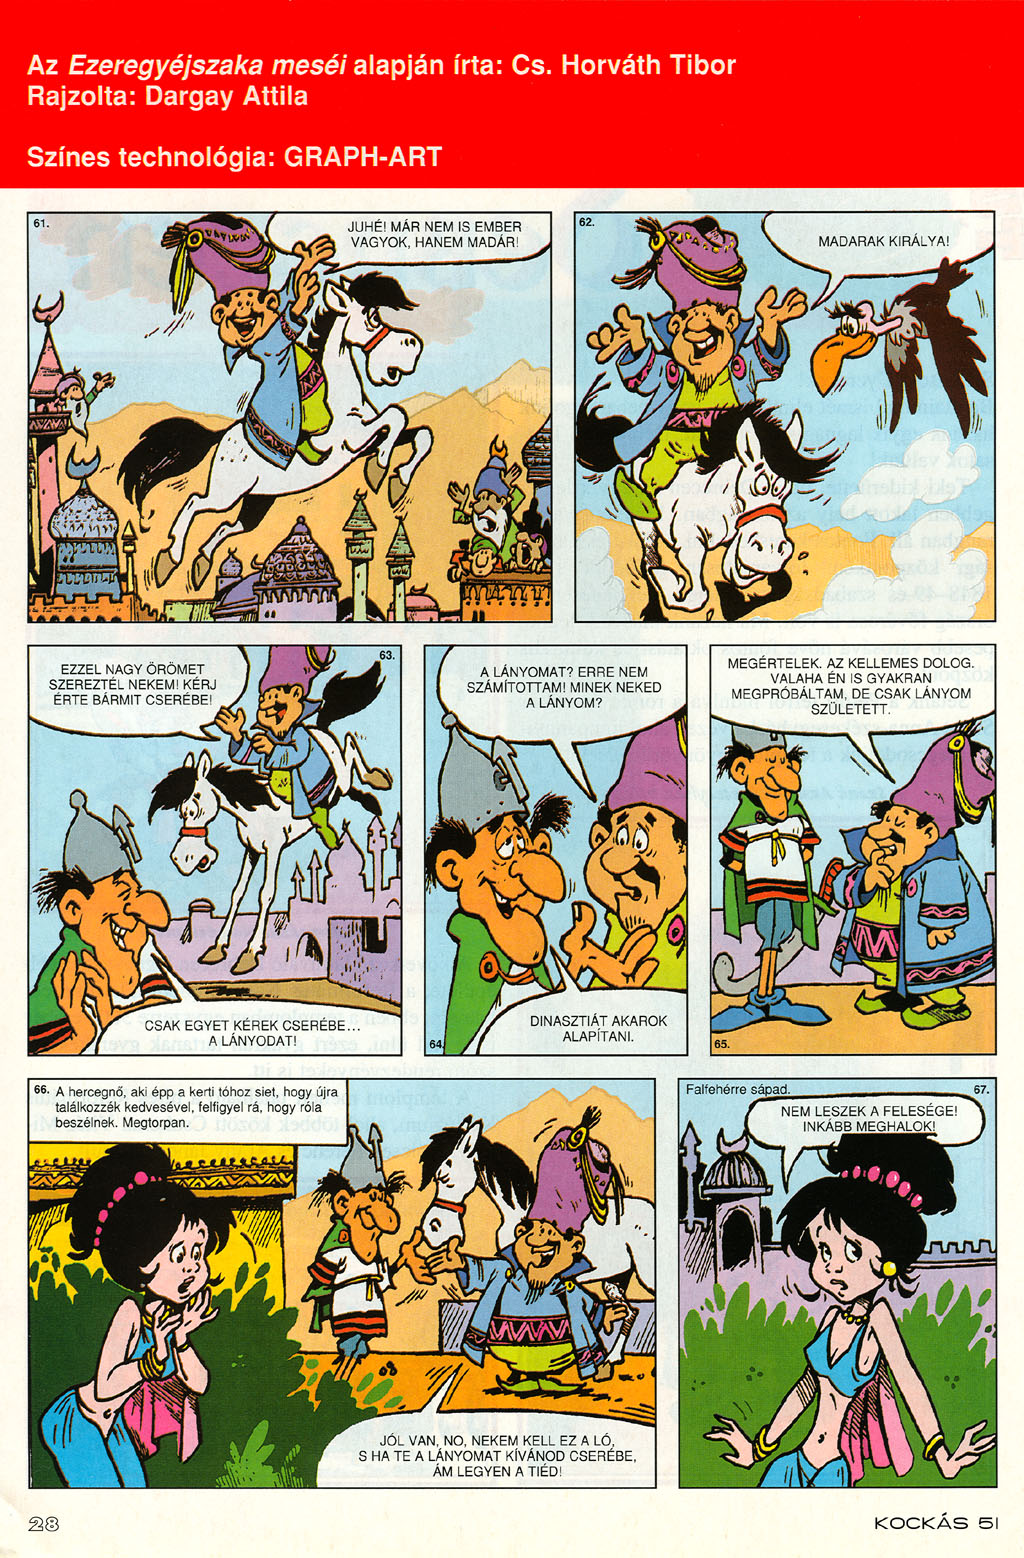 Az Ezeregyéjszaka meséi alapján írta: Cs. Horváth Tibor
Rajzolta: Dargay Attila
Színes technológia: GRAPH-ART
61.
JUHÉ! MÁR NEM IS EMBER
VAGYOK, HANEM MADÁR!
62.
MADARAK KIRÁLYA!
63.
EZZEL NAGY ÖRÖMET
SZEREZTÉL NEKEM! KÉRJ
ÉRTE BÁRMIT CSERÉBE!
CSAK EGYET KÉREK CSERÉBE...
A LÁNYODAT!
A LÁNYOMAT? ERRE NEM
SZÁMÍTOTTAM! MINEK NEKED
A LÁNYOM?
DINASZTIÁT AKAROK
ALAPÍTANI.
64.
MEGÉRTELEK. AZ KELLEMES DOLOG.
VALAHA ÉN IS GYAKRAN
MEGPRÓBÁLTAM, DE CSAK LÁNYOM
SZÜLETETT.
65.
66. A hercegnő, aki épp a kerti tóhoz siet, hogy újra
találkozzék kedvesével, felfigyel rá, hogy róla
beszélnek. Megtorpan.
JÓL VAN, NO, NEKEM KELL EZ A LÓ,
S HA TE A LÁNYOMAT KÍVÁNOD CSERÉBE,
ÁM LEGYEN A TIÉD!
Falfehérre sápad.
67.
NEM LESZEK A FELESÉGE!
INKÁBB MEGHALOK!
28
KOCKÁS 51